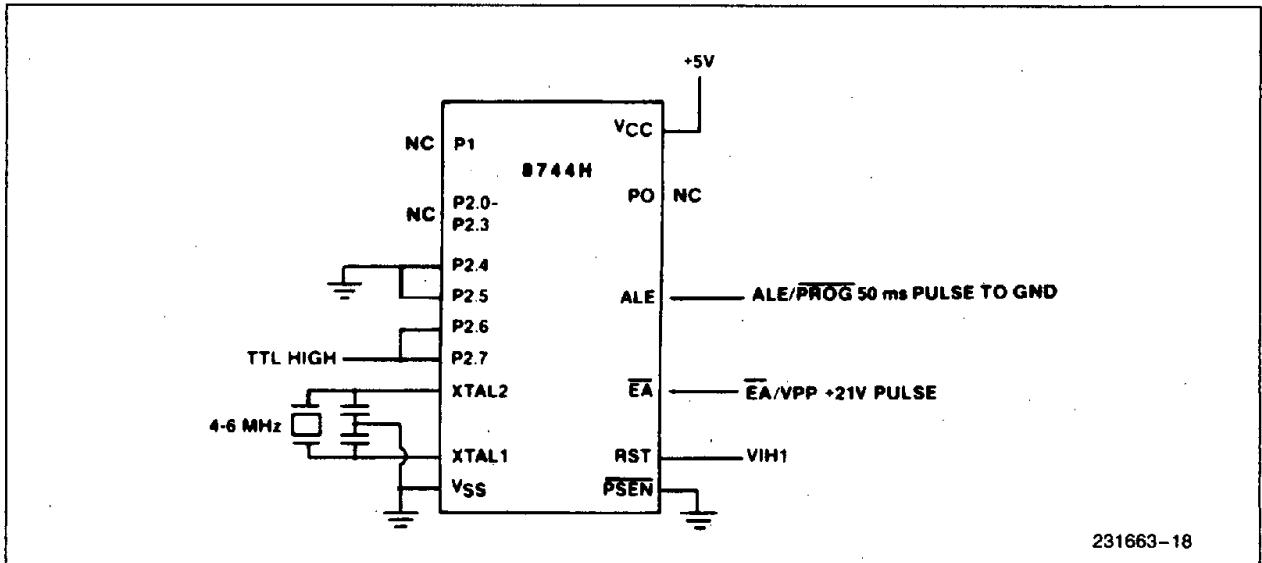 +5V
VCC
NC P1
8744H
PO NC
NC P2.0-
P2.3
P2.4
P2.5
ALE ALE/PROG 50 ms PULSE TO GND
P2.6
TTL HIGH P2.7
XTAL2
EA EA/VPP +21V PULSE
4-6 MHz
XTAL1
RST VIH1
VSS
PSEN
231663-18